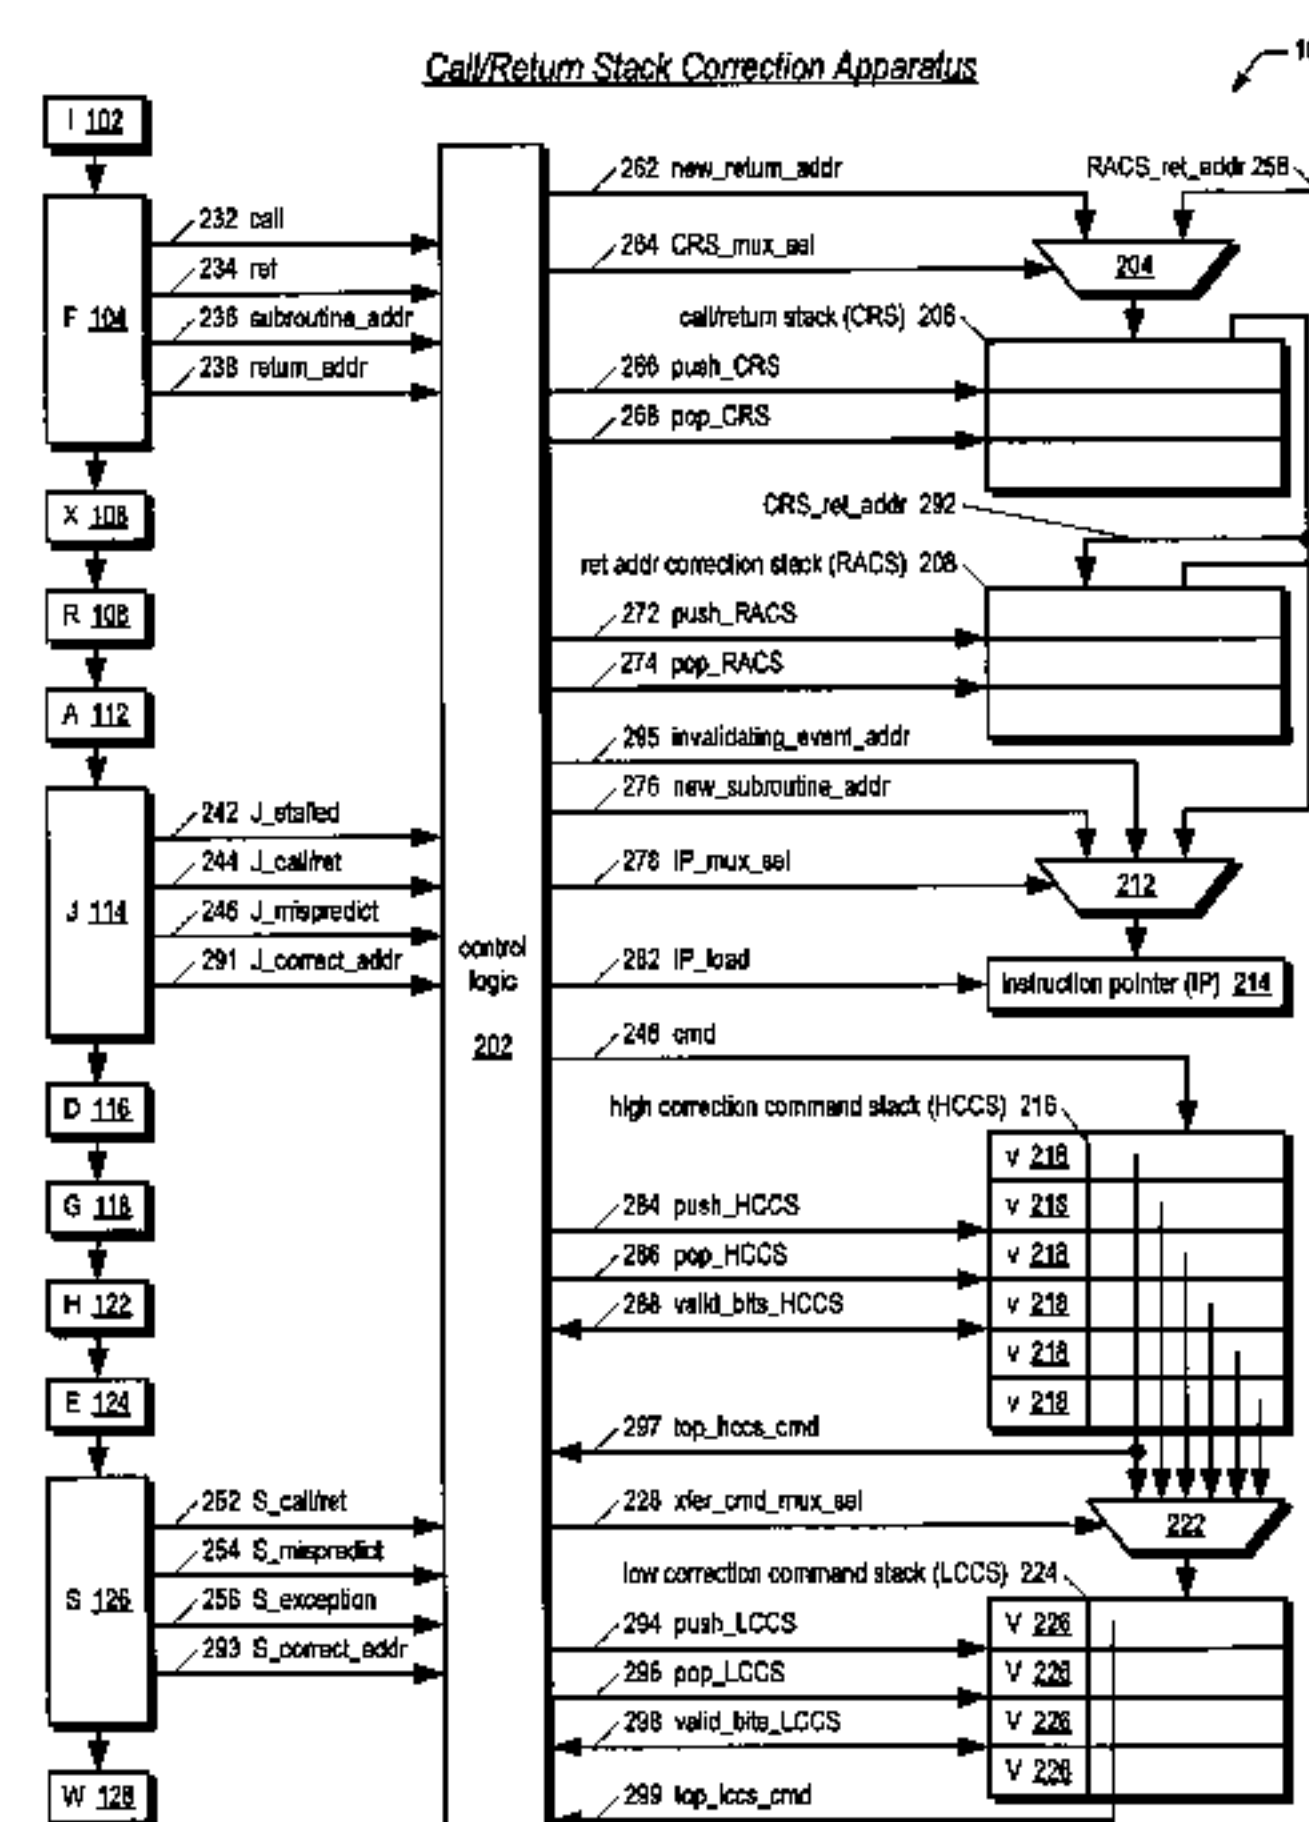 Call/Return Stack Correction Apparatus
I 102
F 104
X 106
R 108
A 112
J 114
D 116
G 118
H 122
E 124
S 126
W 128
232 call
234 ret
236 subroutine_addr
238 return_addr
242 J_stalled
244 J_call/ret
246 J_mispredict
291 J_correct_addr
252 S_call/ret
254 S_mispredict
256 S_exception
293 S_correct_addr
control
logic
202
262 new_return_addr
RACS_ret_addr 258
264 CRS_mux_sel
204
call/return stack (CRS) 206
266 push_CRS
268 pop_CRS
CRS_ret_addr 292
ret addr correction stack (RACS) 208
272 push_RACS
274 pop_RACS
295 invalidating_event_addr
276 new_subroutine_addr
278 IP_mux_sel
212
282 IP_load
instruction pointer (IP) 214
248 cmd
high correction command stack (HCCS) 216
v 218
v 218
284 push_HCCS
v 218
286 pop_HCCS
v 218
288 valid_bits_HCCS
v 218
v 218
297 top_hccs_cmd
228 xfer_cmd_mux_sel
222
low correction command stack (LCCS) 224
V 226
294 push_LCCS
V 226
296 pop_LCCS
V 226
298 valid_bits_LCCS
V 226
299 top_lccs_cmd